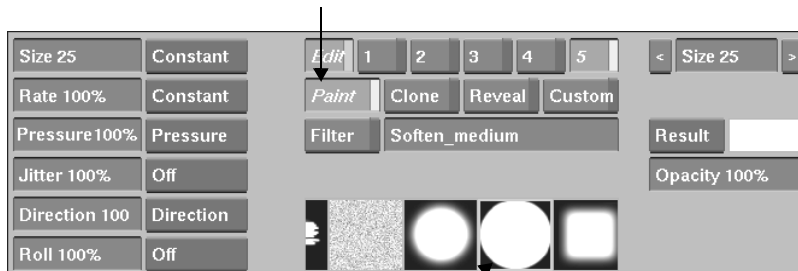 Size 25 Constant Edit 1 2 3 4 5 < Size 25 >
Rate 100% Constant Paint Clone Reveal Custom
Pressure100% Pressure Filter Soften_medium Result
Jitter 100% Off Opacity 100%
Direction 100 Direction
Roll 100% Off